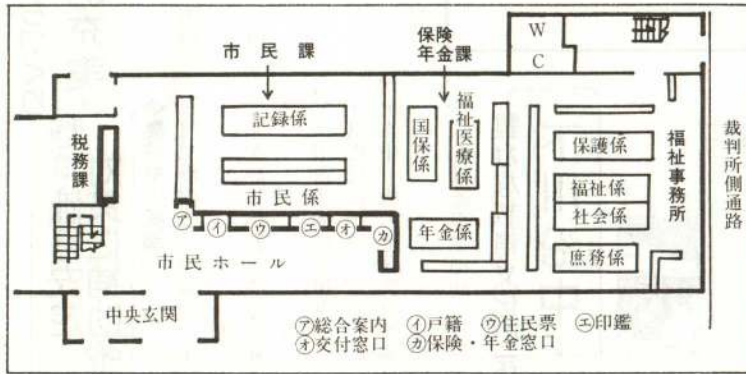 市民課
保険
年金課
WC
記録係
国保係
福祉医療係
税務課
保護係
福祉係
社会係
福祉事務所
裁判所側通路
市民係
年金係
庶務係
㋐
㋑
㋒
㋓
㋔
㋕
市民ホール
中央玄関
㋐総合案内 ㋑戸籍 ㋒住民票 ㋓印鑑
㋔交付窓口 ㋕保険・年金窓口